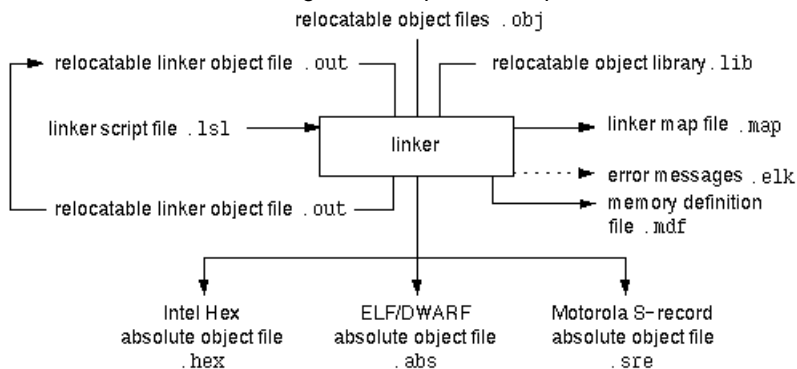 relocatable object files .obj
relocatable linker object file .out
relocatable object library.lib
linker script file .lsl
linker
linker map file .map
error messages .elk
relocatable linker object file .out
memory definition
file .mdf
Intel Hex
absolute object file
.hex
ELF/DWARF
absolute object file
.abs
Motorola S-record
absolute object file
.sre